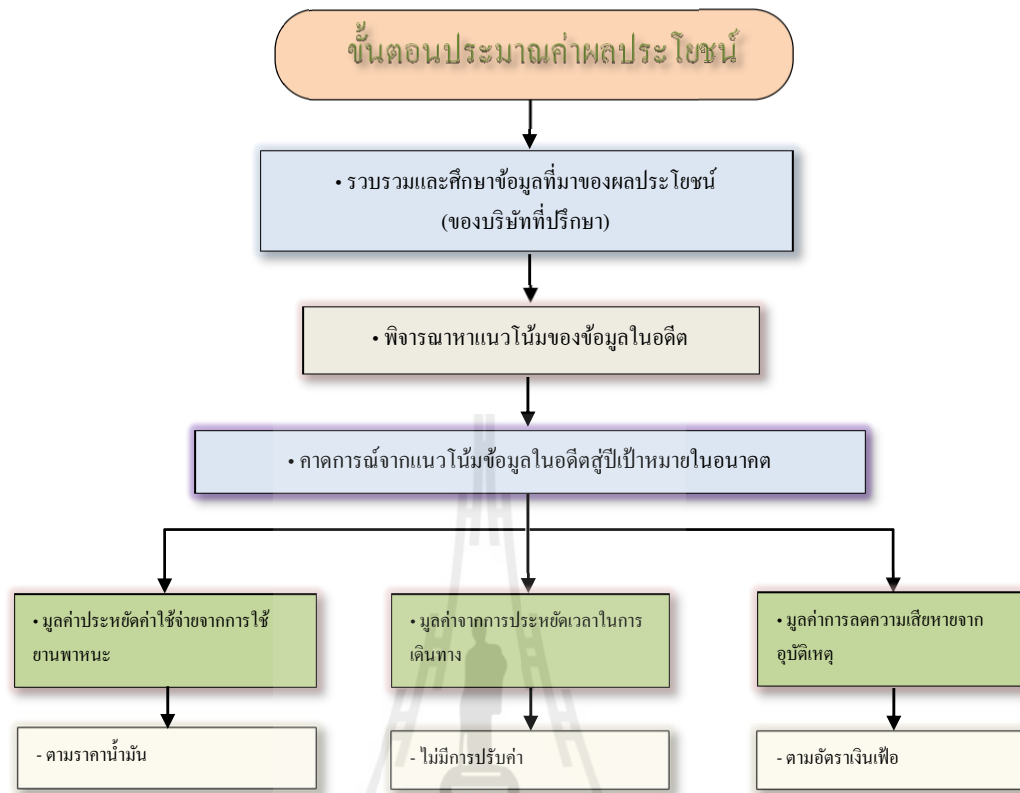 ขั้นตอนประมาณค่าผลประโยชน์
• รวบรวมและศึกษาข้อมูลที่มาของผลประโยชน์
(ของบริษัทที่ปรึกษา)
• พิจารณาหาแนวโน้มของข้อมูลในอดีต
• คาดการณ์จากแนวโน้มข้อมูลในอดีตสู่ปีเป้าหมายในอนาคต
• มูลค่าประหยัดค่าใช้จ่ายจากการใช้
ยานพาหนะ
• มูลค่าจากการประหยัดเวลาในการ
เดินทาง
• มูลค่าการลดความเสียหายจาก
อุบัติเหตุ
- ตามราคาน้ำมัน
- ไม่มีการปรับค่า
- ตามอัตราเงินเฟ้อ